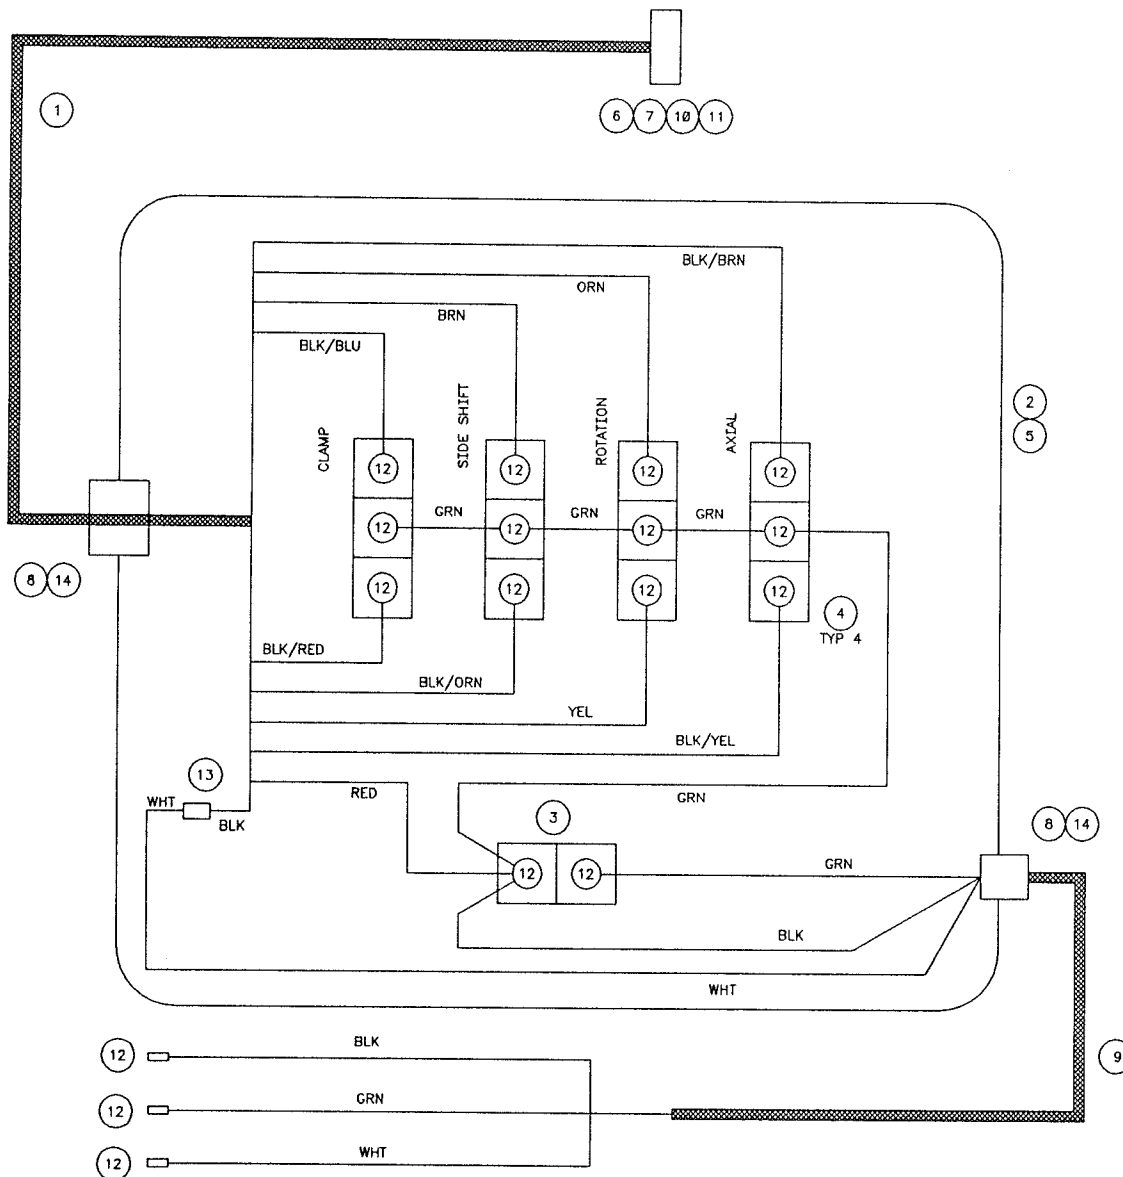 1
6 7 10 11
BLK/BRN
ORN
BRN
BLK/BLU
CLAMP
SIDE SHIFT
ROTATION
AXIAL
2
5
12 12 12 12
GRN GRN GRN
12 12 12 12
8 14
12 12 12 12
4
TYP 4
BLK/RED
BLK/ORN
YEL
BLK/YEL
13
RED
GRN
WHT
BLK
3
8 14
12 12
GRN
BLK
WHT
12 BLK
9
12 GRN
12 WHT